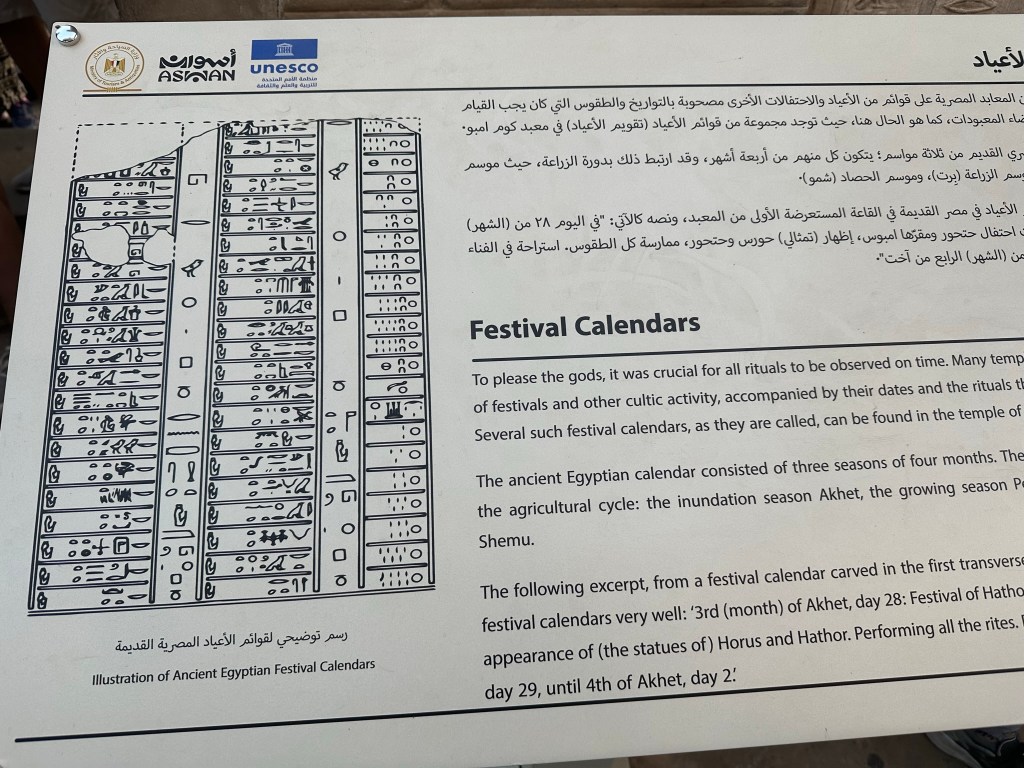 أسوان
ASWAN
unesco
منظمة الأمم المتحدة
للتربية والعلم والثقافة
الأعياد
المعابد المصرية على قوائم من الأعياد والاحتفالات الأخرى مصحوبة بالتواريخ والطقوس التي كان يجب القيام
المعبودات، كما هو الحال هنا، حيث توجد مجموعة من قوائم الأعياد (تقويم الأعياد) في معبد كوم امبو.
القديم من ثلاثة مواسم؛ يتكون كل منهم من أربعة أشهر، وقد ارتبط ذلك بدورة الزراعة، حيث موسم
الزراعة (پرت)، وموسم الحصاد (شمو).
الأعياد في مصر القديمة في القاعة المستعرضة الأولى من المعبد، ونصه كالآتي: "في اليوم ٢٨ من (الشهر)
احتفال حتحور ومقرها امبوس، إظهار (تمثالي) حورس وحتحور، ممارسة كل الطقوس. استراحة في الفناء
من (الشهر) الرابع من آخت".
Festival Calendars
To please the gods, it was crucial for all rituals to be observed on time. Many
of festivals and other cultic activity, accompanied by their dates and the rituals
Several such festival calendars, as they are called, can be found in the temple of
The ancient Egyptian calendar consisted of three seasons of four months. The
the agricultural cycle: the inundation season Akhet, the growing season
Shemu.
The following excerpt, from a festival calendar carved in the first transverse
festival calendars very well: '3rd (month) of Akhet, day 28: Festival of
appearance of (the statues of) Horus and Hathor. Performing all the rites.
day 29, until 4th of Akhet, day 2.'
رسم توضيحي لقوائم الأعياد المصرية القديمة
Illustration of Ancient Egyptian Festival Calendars